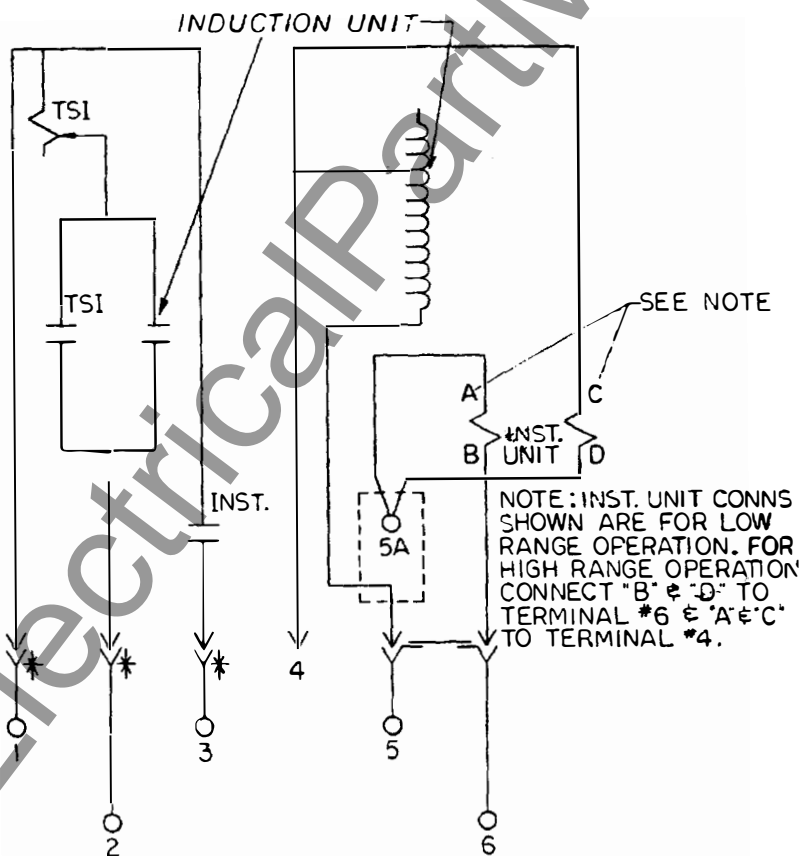 INDUCTION UNIT
TSI
TSI
SEE NOTE
A
C
INST.
UNIT
B
D
INST.
5A
NOTE: INST. UNIT CONNS
SHOWN ARE FOR LOW
RANGE OPERATION. FOR
HIGH RANGE OPERATION
CONNECT "B" & "D" TO
TERMINAL #6 & "A" & "C"
TO TERMINAL #4.
* * * 4
1 3 5
2 6